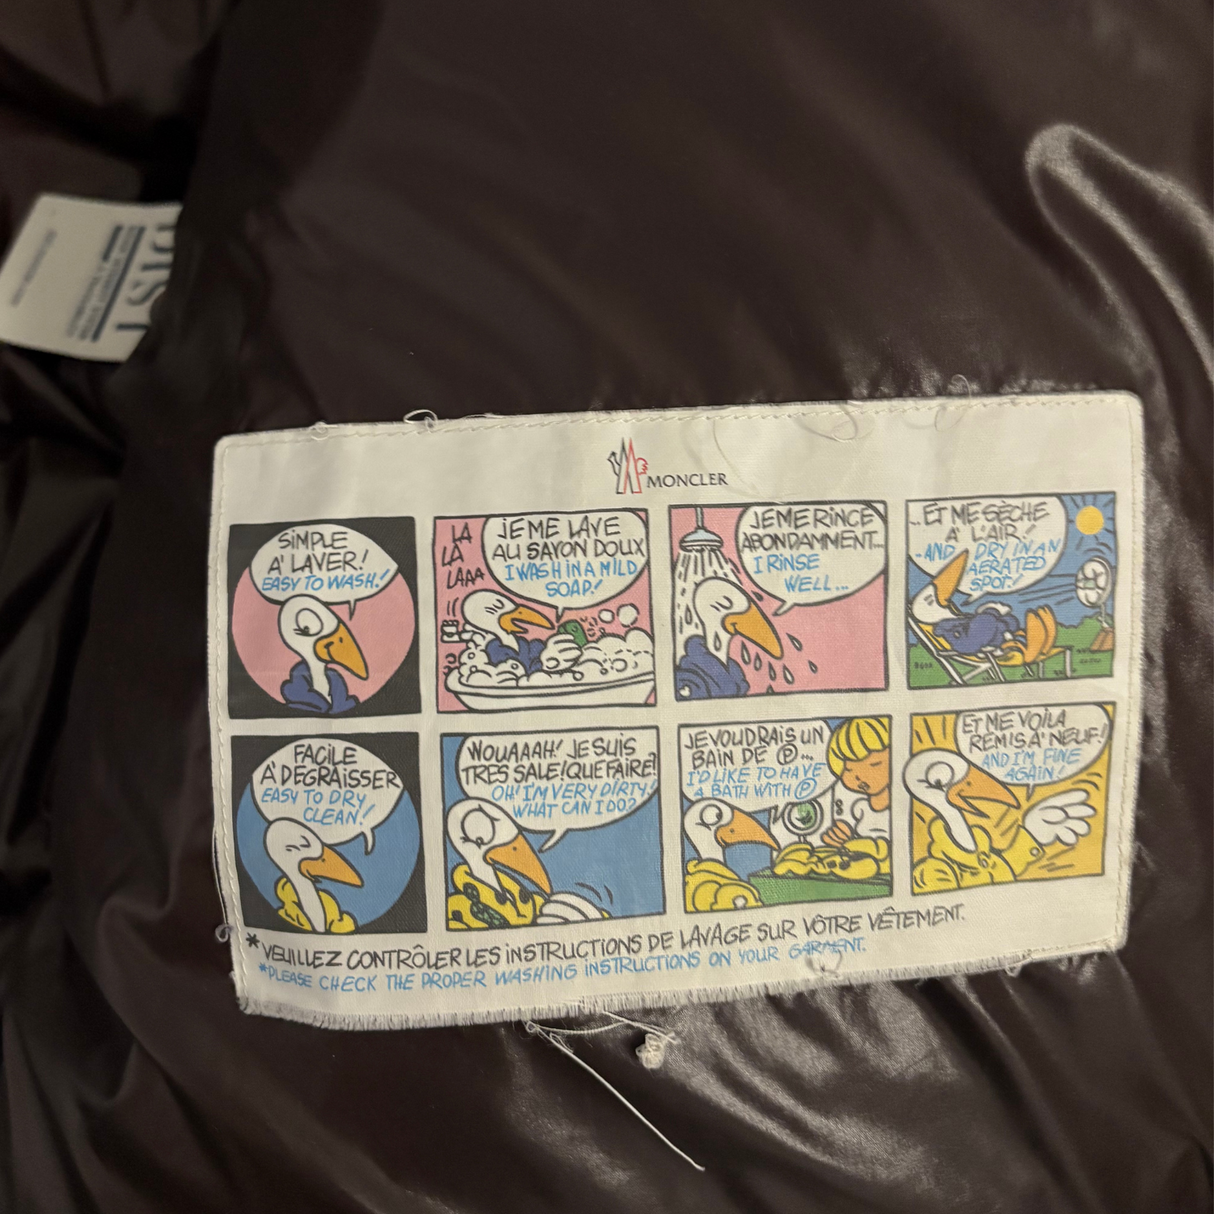 DIST
MONCLER
SiMPLE
A' LAVER!
EASY TO WASH!
LA
LA
LAAA
JE ME LAVE
AU SAVON DOUX
I WASH iN A MiLD
SOAP!
JE ME RiNCE
ABONDAMMENT...
I RiNSE
WELL...
...ET ME SÈCHE
A' L'AiR!
..AND DRY iN AN
AERATED
SPOT!
FACiLE
A' DEGRAiSSER
EASY TO DRY
CLEAN!
WOUAAAH! JE SUiS
TRES SALE! QUE FAiRE?
OH! I'M VERY DiRTY!
WHAT CAN I DO?
JE VOUDRAiS UN
BAiN DE Ⓟ...
I'D LiKE TO HAVE
A BATH WiTH Ⓟ
ET ME VOiLA
REMiS A' NEUF!
AND I'M FiNE
AGAiN!
*VEUILLEZ CONTRÔLER LES iNSTRUCTiONS DE LAVAGE SUR VÔTRE VÊTEMENT.
*PLEASE CHECK THE PROPER WASHiNG iNSTRUCTiONS ON YOUR GARMENT.